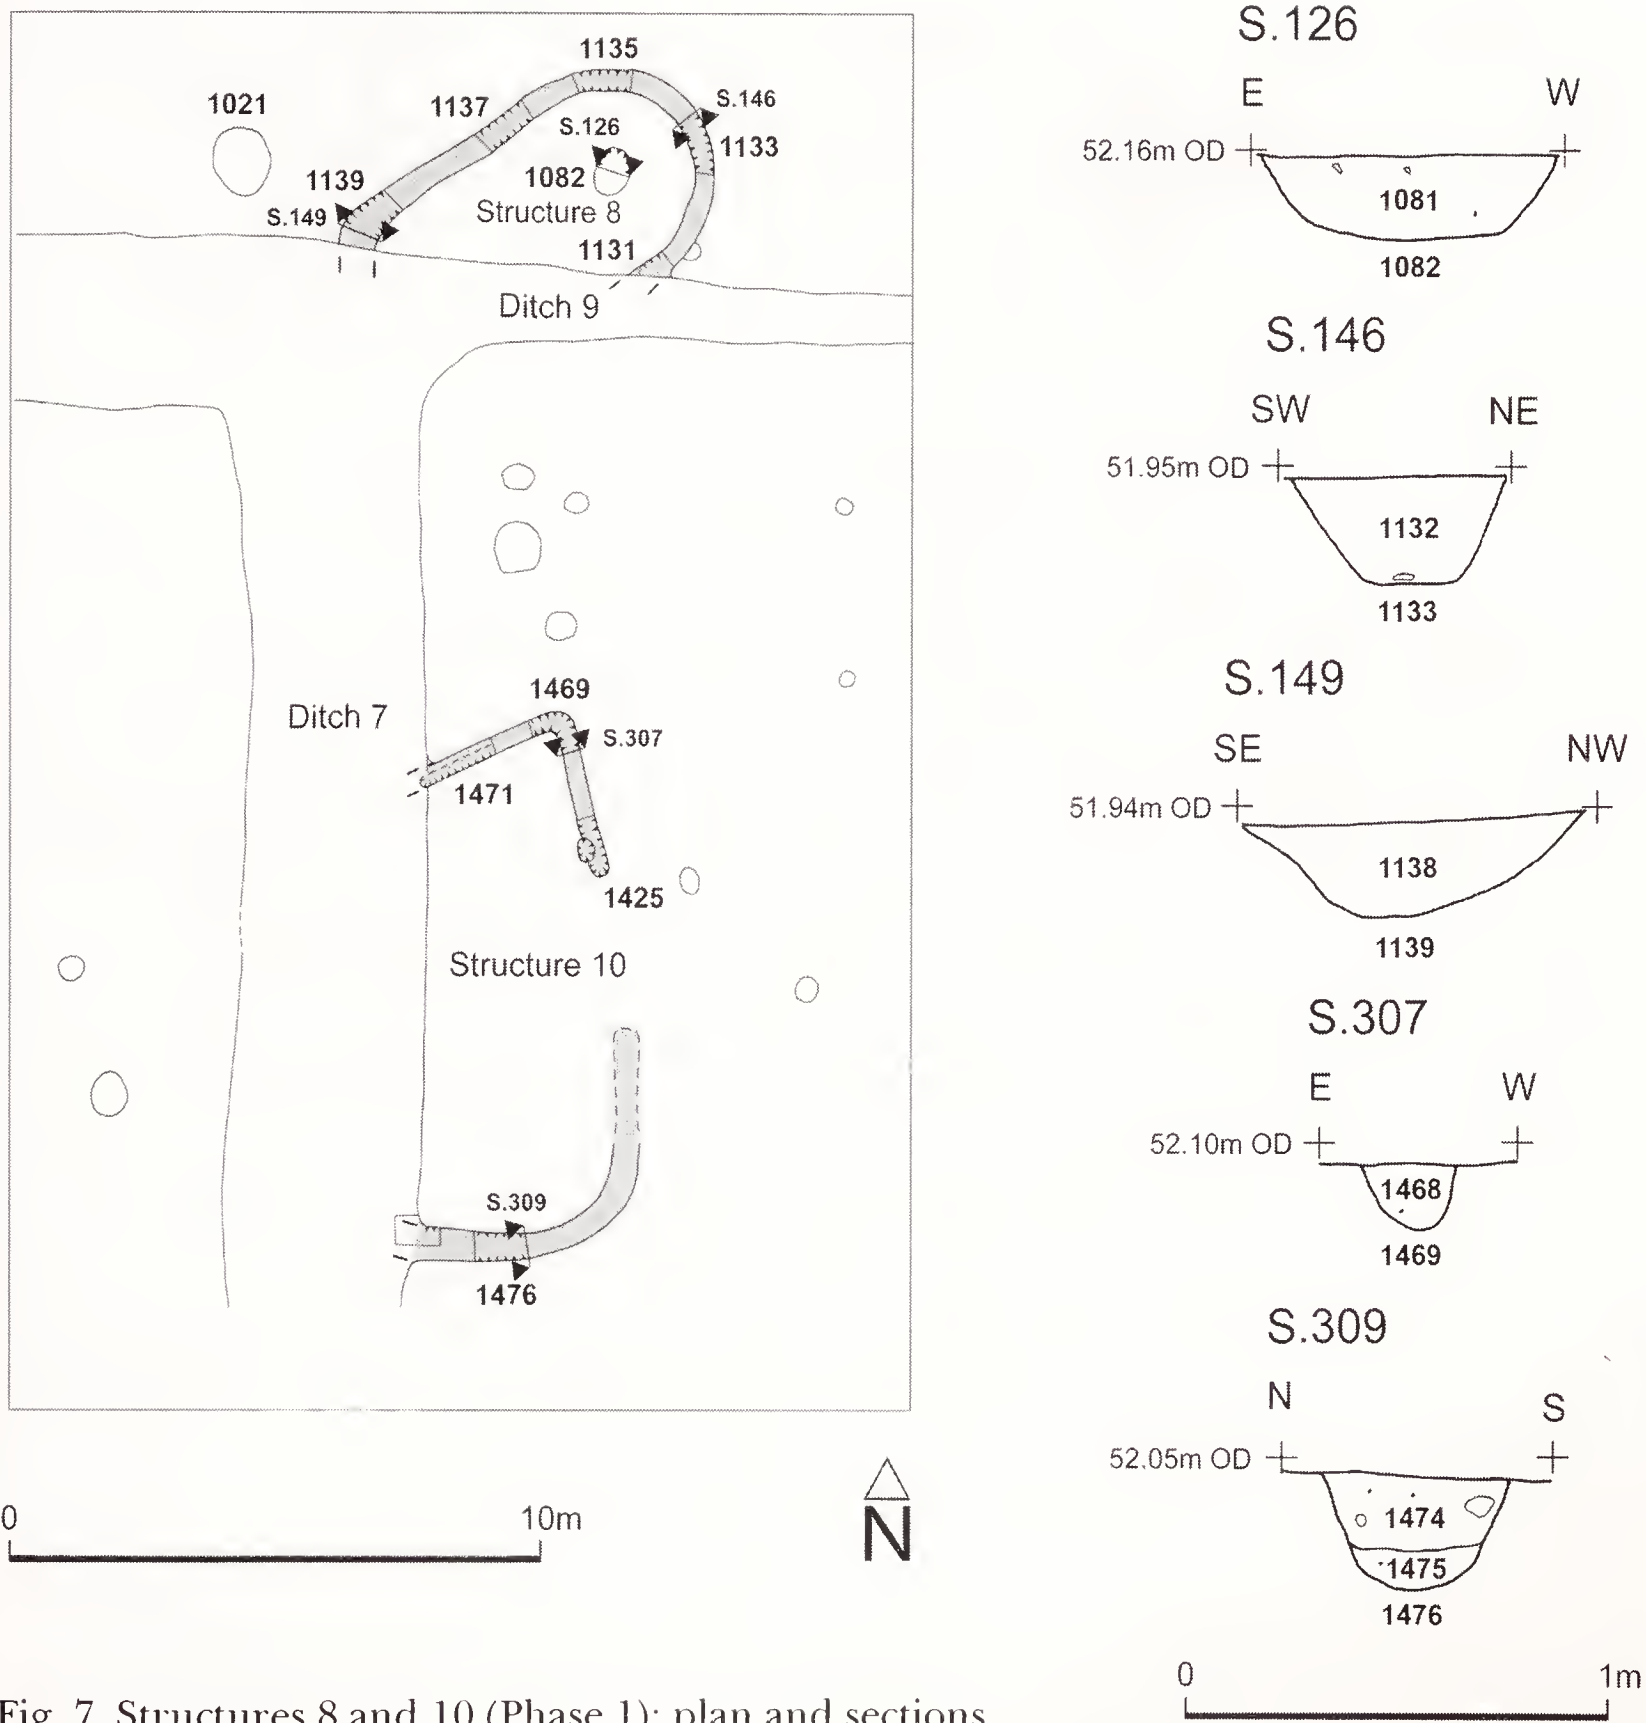 1135
1021
1137
S.146
S.126
1133
1139
1082
S.149
Structure 8
1131
Ditch 9
1469
Ditch 7
S.307
1471
1425
Structure 10
S.309
1476
0 10m
N
S.126
E W
52.16m OD
1081
1082
S.146
SW NE
51.95m OD
1132
1133
S.149
SE NW
51.94m OD
1138
1139
S.307
E W
52.10m OD
1468
1469
S.309
N S
52.05m OD
1474
1475
1476
0 1m
Fig. 7 Structures 8 and 10 (Phase 1): plan and sections